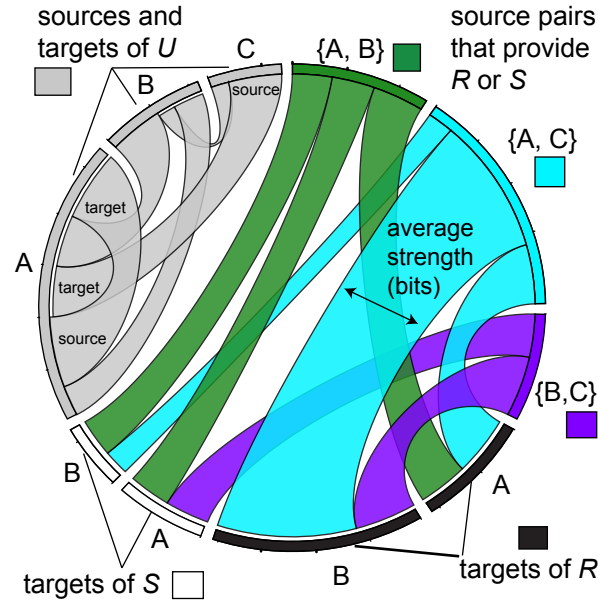 sources and
targets of U
source pairs
that provide
R or S
C
{A, B}
B
source
{A, C}
target
A
target
source
average
strength
(bits)
{B,C}
B
A
A
B
targets of S
targets of R